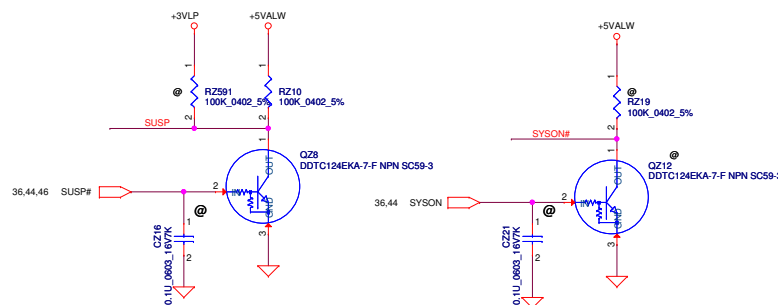 +3VLP
+5VALW
1
1
@
RZ591
100K_0402_5%
RZ10
100K_0402_5%
2
2
SUSP
1
QZ8
DDTC124EKA-7-F NPN SC59-3
OUT
36,44,46 SUSP#
2
IN
GND
@
1
CZ16
0.1U_0603_16V7K
2
3
+5VALW
1
@
RZ19
100K_0402_5%
2
SYSON#
1
@
QZ12
DDTC124EKA-7-F NPN SC59-3
OUT
36,44 SYSON
2
IN
GND
@
1
CZ21
0.1U_0603_16V7K
2
3